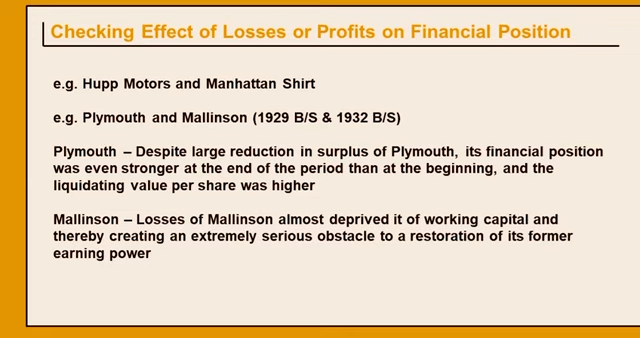 Checking Effect of Losses or Profits on Financial Position
e.g. Hupp Motors and Manhattan Shirt
e.g. Plymouth and Mallinson (1929 B/S & 1932 B/S)
Plymouth – Despite large reduction in surplus of Plymouth, its financial position
was even stronger at the end of the period than at the beginning, and the
liquidating value per share was higher
Mallinson – Losses of Mallinson almost deprived it of working capital and
thereby creating an extremely serious obstacle to a restoration of its former
earning power